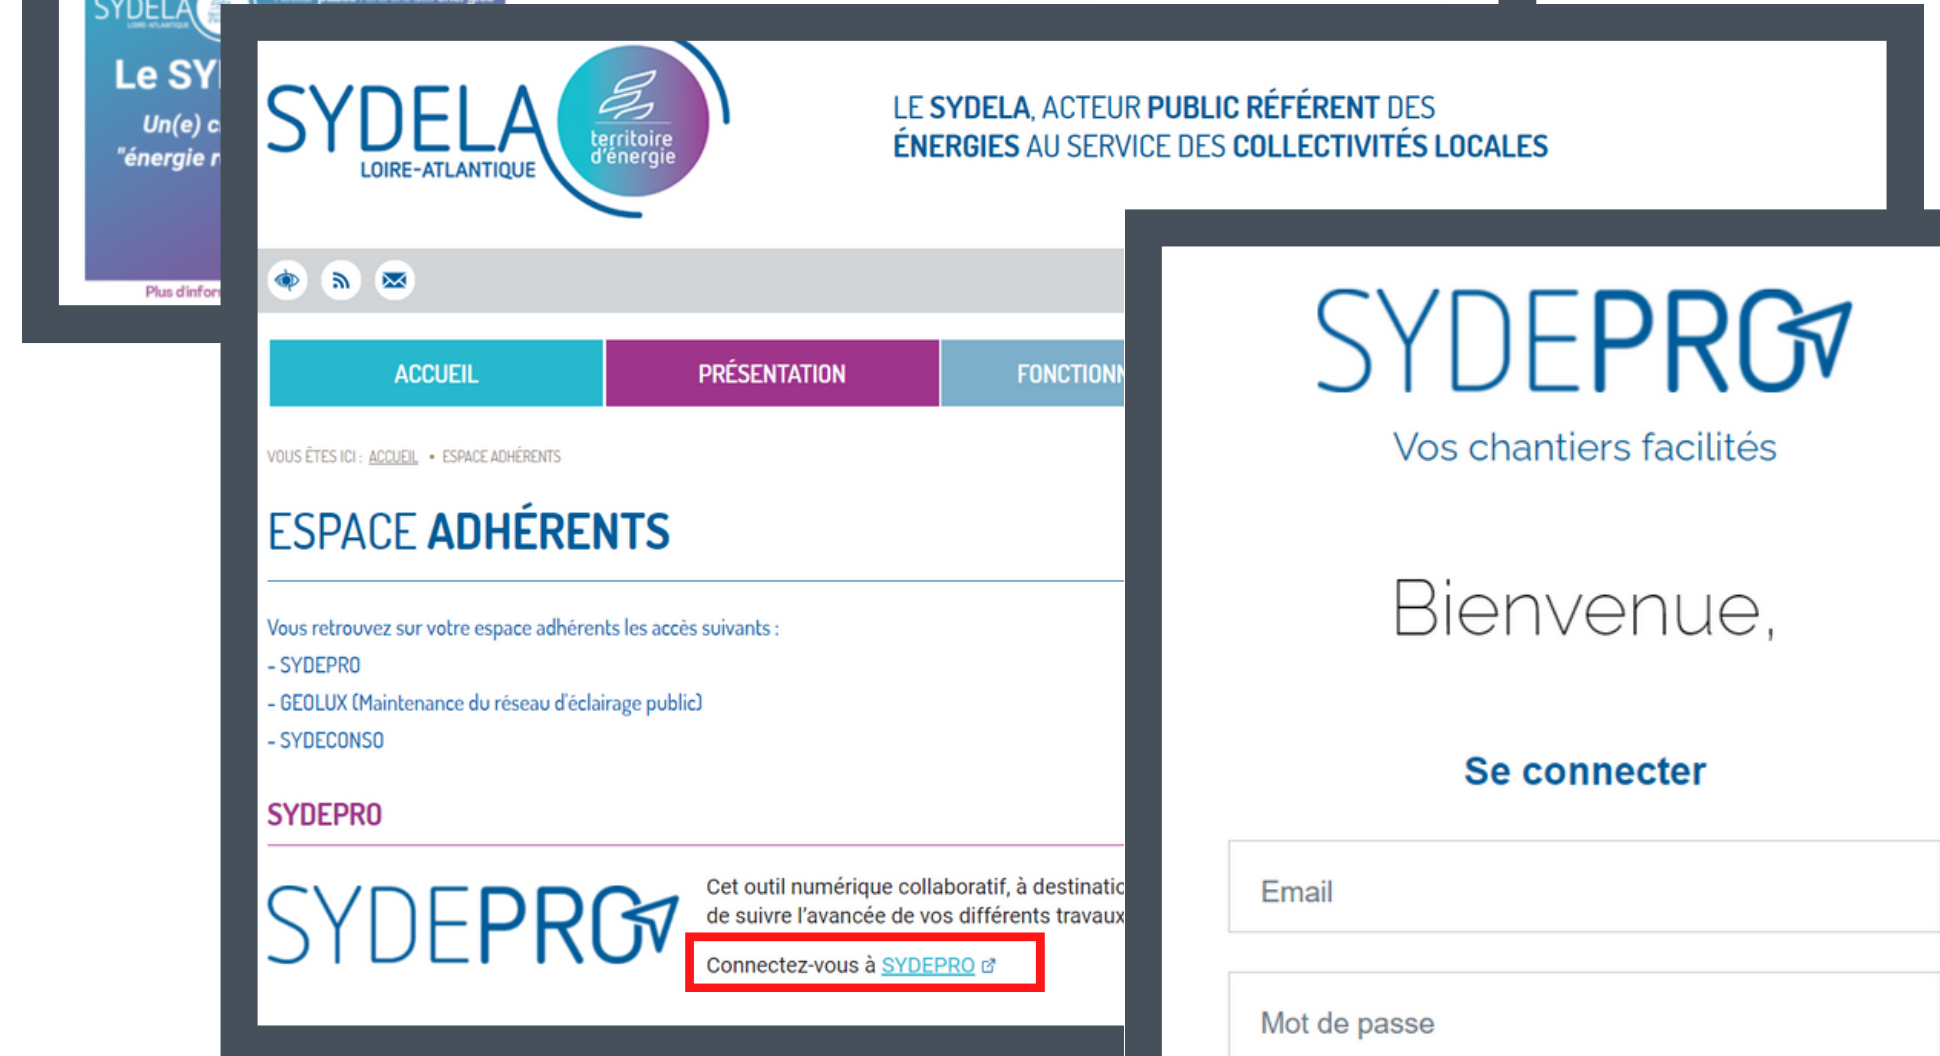 SYDELA
Le SY
Un(e) c
"énergie r
Plus d'infor
SYDELA
LOIRE-ATLANTIQUE
territoire
d'énergie
LE SYDELA, ACTEUR PUBLIC RÉFÉRENT DES
ÉNERGIES AU SERVICE DES COLLECTIVITÉS LOCALES
ACCUEIL
PRÉSENTATION
FONCTIONN
VOUS ÊTES ICI : ACCUEIL • ESPACE ADHÉRENTS
ESPACE ADHÉRENTS
Vous retrouvez sur votre espace adhérents les accès suivants :
- SYDEPRO
- GEOLUX (Maintenance du réseau d'éclairage public)
- SYDECONSO
SYDEPRO
SYDEPRO
Cet outil numérique collaboratif, à destinatio
de suivre l'avancée de vos différents travaux
Connectez-vous à SYDEPRO
SYDEPRO
Vos chantiers facilités
Bienvenue,
Se connecter
Email
Mot de passe